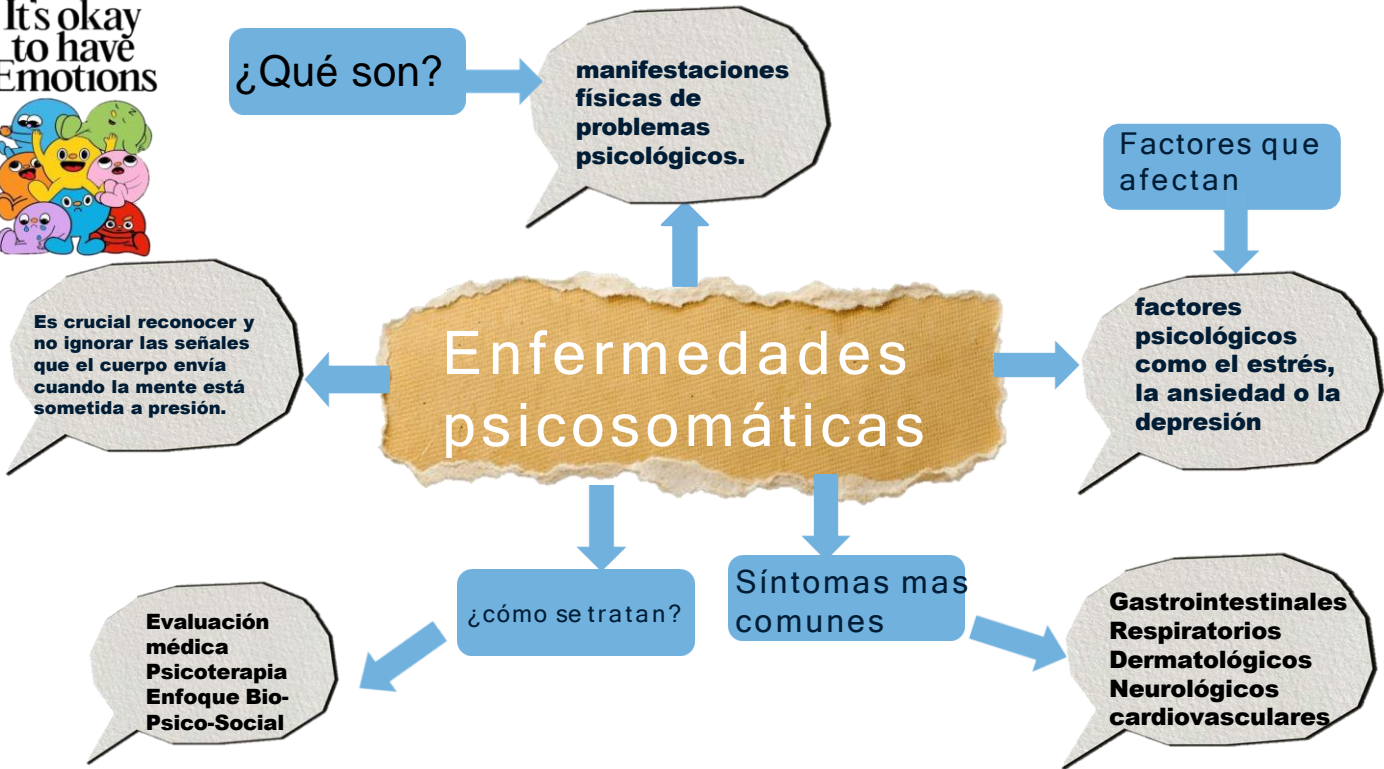 It's okay
to have
Emotions
¿Qué son?
manifestaciones
físicas de
problemas
psicológicos.
Factores que
afectan
factores
psicológicos
como el estrés,
la ansiedad o la
depresión
Es crucial reconocer y
no ignorar las señales
que el cuerpo envía
cuando la mente está
sometida a presión.
Enfermedades
psicosomáticas
¿cómo se tratan?
Evaluación
médica
Psicoterapia
Enfoque Bio-
Psico-Social
Síntomas mas
comunes
Gastrointestinales
Respiratorios
Dermatológicos
Neurológicos
cardiovasculares